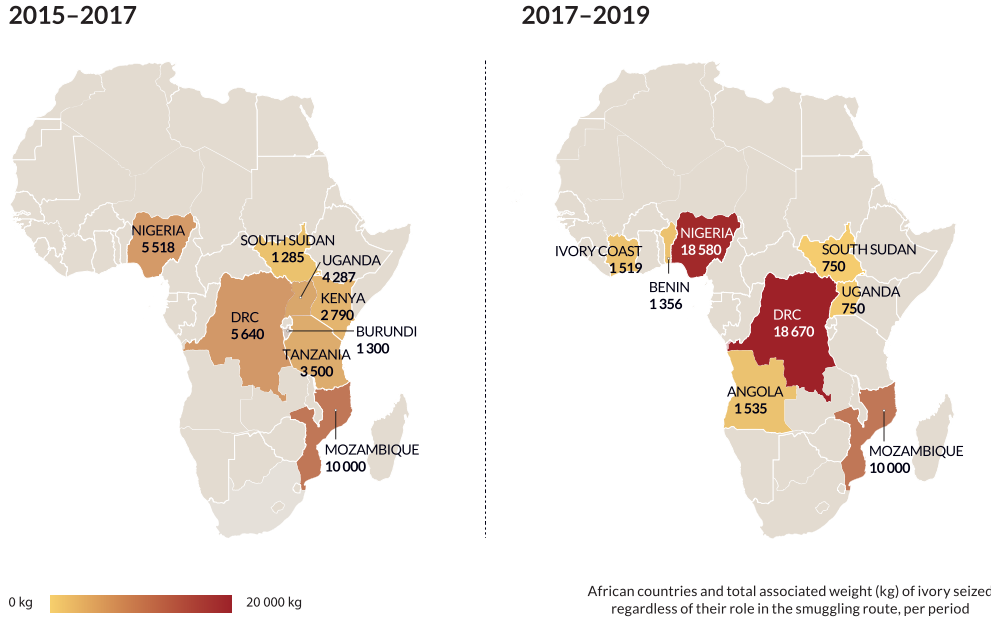 2015–2017
NIGERIA
5 518
SOUTH SUDAN
1 285
UGANDA
4 287
KENYA
2 790
DRC
5 640
BURUNDI
1 300
TANZANIA
3 500
MOZAMBIQUE
10 000
2017–2019
IVORY COAST
1 519
NIGERIA
18 580
BENIN
1 356
SOUTH SUDAN
750
UGANDA
750
DRC
18 670
ANGOLA
1 535
MOZAMBIQUE
10 000
0 kg
20 000 kg
African countries and total associated weight (kg) of ivory seized
regardless of their role in the smuggling route, per period